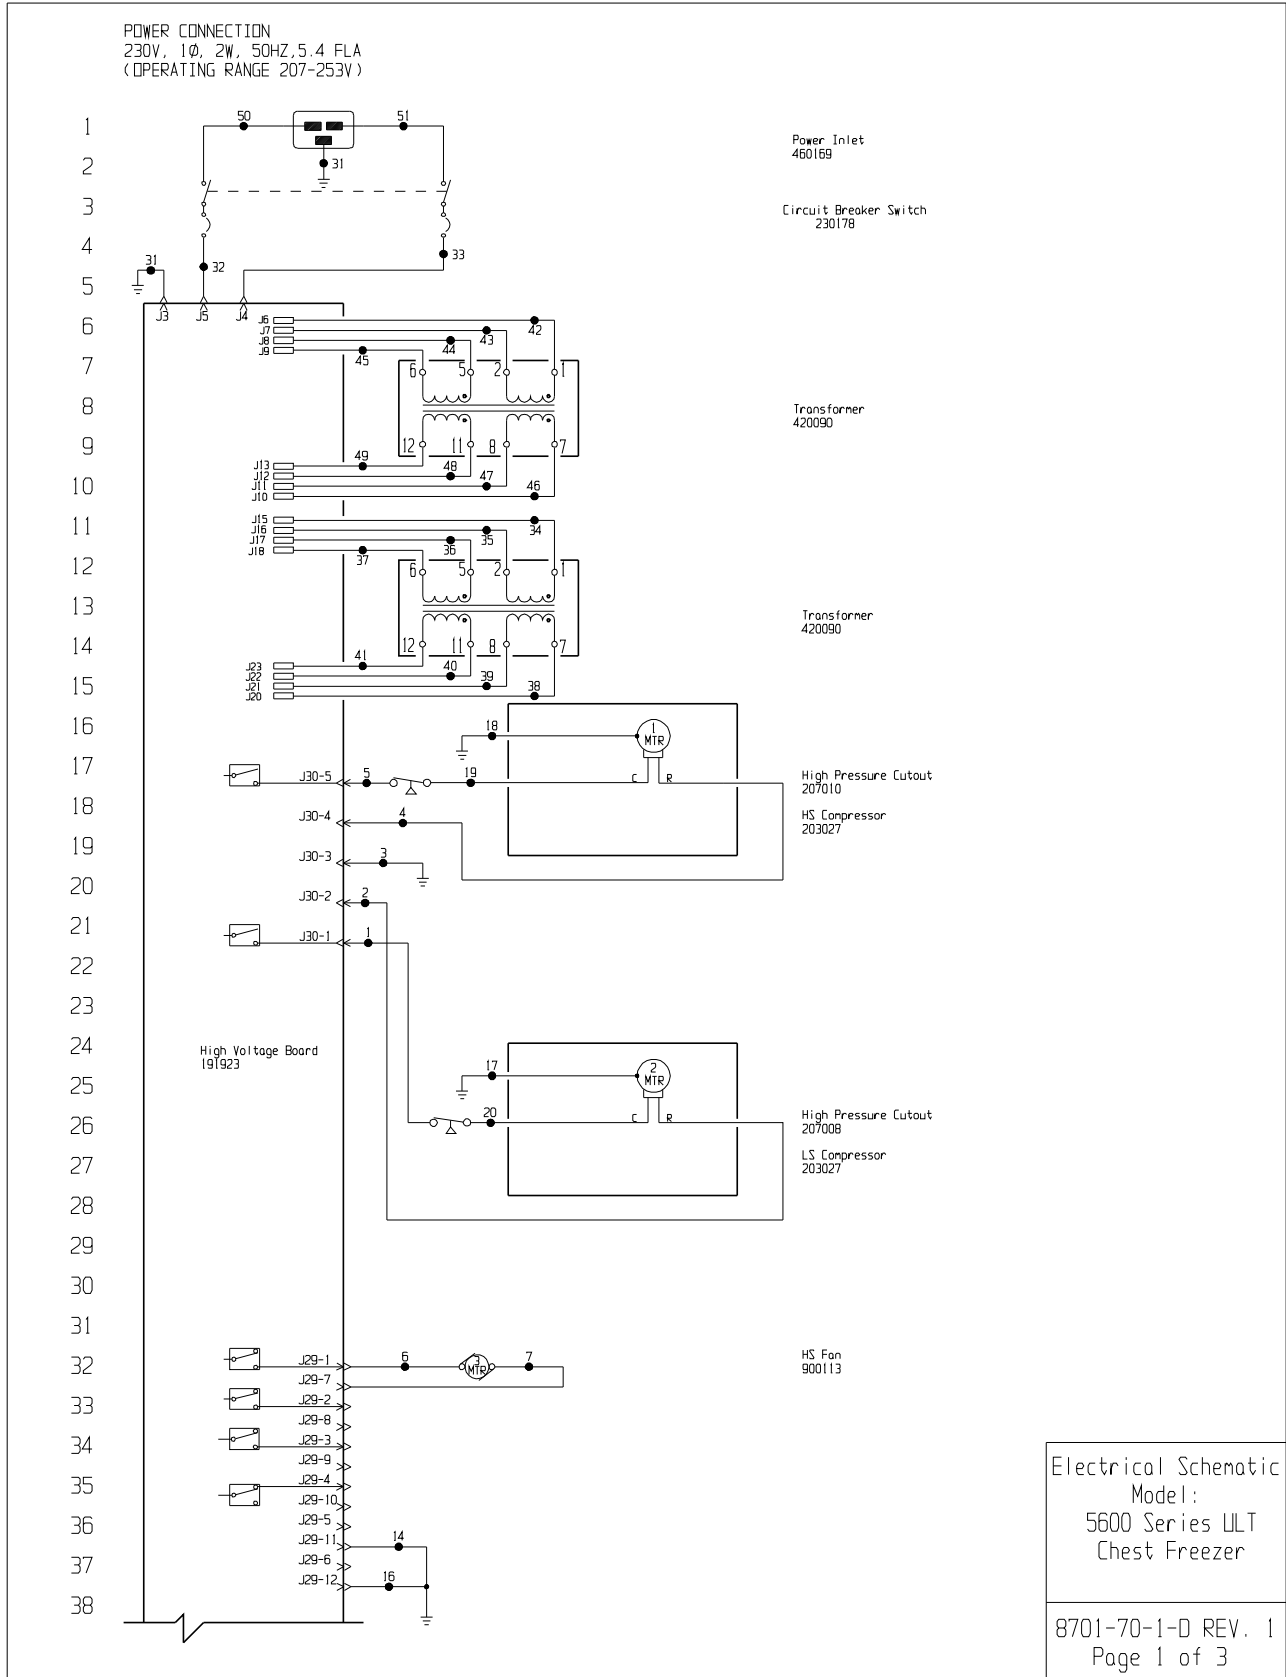 POWER CONNECTION
230V, 1Ø, 2W, 50HZ,5.4 FLA
(OPERATING RANGE 207-253V)
1
50
51
Power Inlet
460169
2
31
3
Circuit Breaker Switch
230178
4
33
31
32
5
J3
J5
J4
6
J6
42
J7
43
J8
44
J9
45
7
6
5
2
1
8
Transformer
420090
9
12
11
8
7
J13
49
J12
48
J11
47
J10
46
10
11
J15
34
J16
35
J17
36
J18
37
12
6
5
2
1
13
Transformer
420090
14
12
11
8
7
J23
41
J22
40
J21
39
J20
38
15
16
18
1
MTR
17
J30-5
5
19
C
R
High Pressure Cutout
207010
18
J30-4
4
HS Compressor
203027
19
J30-3
3
20
J30-2
2
21
J30-1
1
22
23
24
High Voltage Board
191923
25
17
2
MTR
26
20
C
R
High Pressure Cutout
207008
27
LS Compressor
203027
28
29
30
31
32
J29-1
6
3
MTR
7
HS Fan
900113
J29-7
33
J29-2
J29-8
34
J29-3
J29-9
35
J29-4
J29-10
36
J29-5
J29-11
14
37
J29-6
J29-12
16
38
Electrical Schematic
Model:
5600 Series ULT
Chest Freezer
8701-70-1-D REV. 1
Page 1 of 3